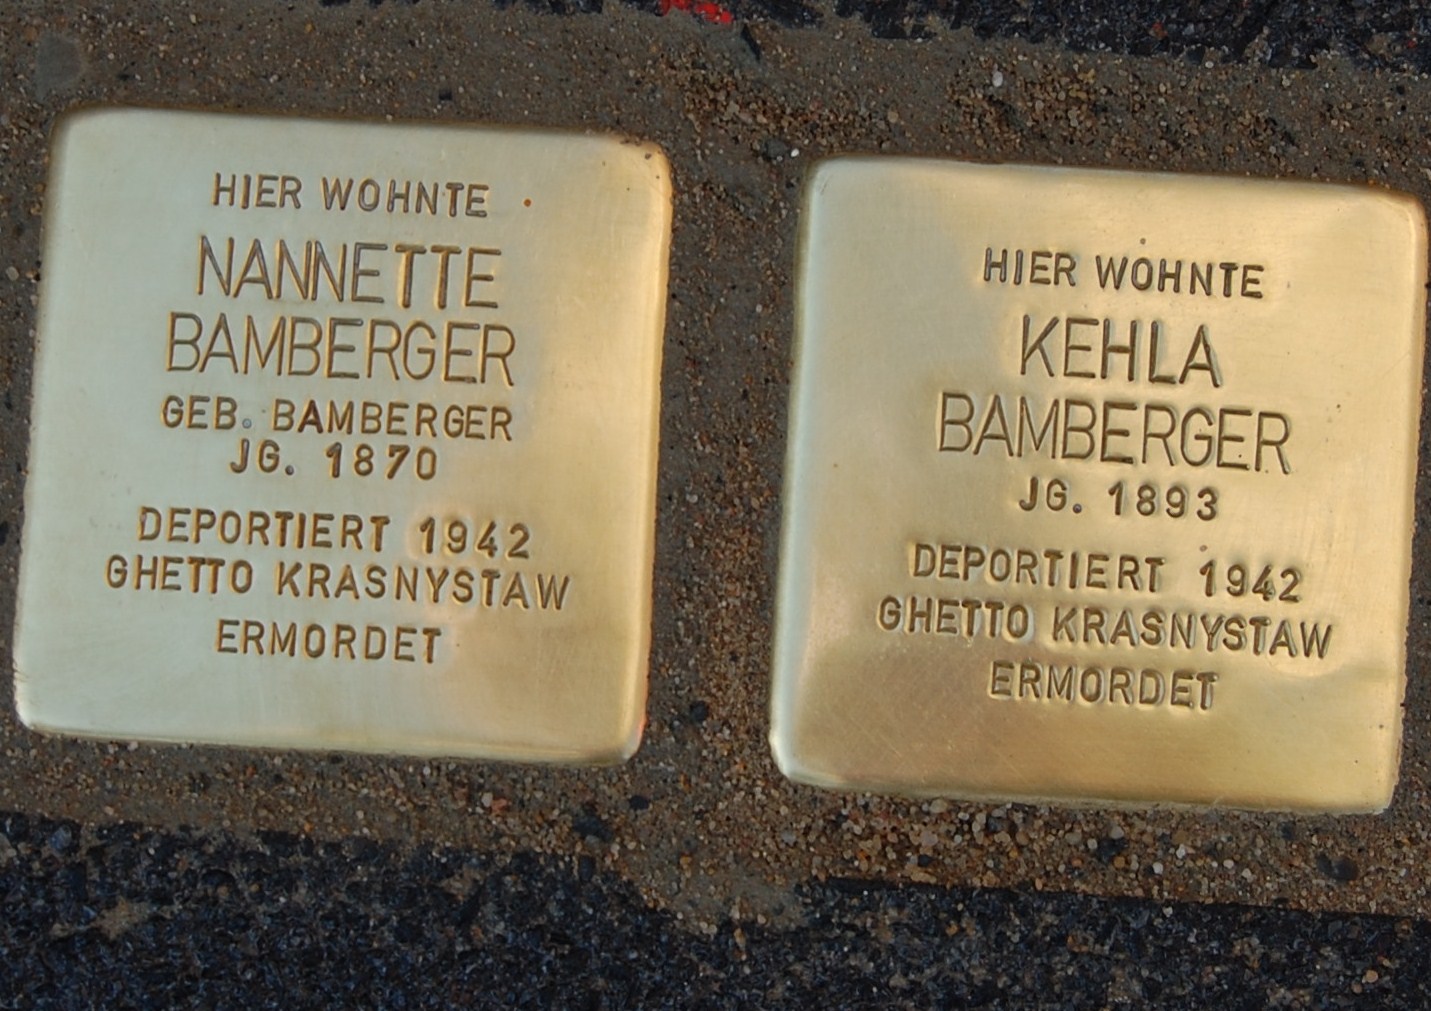 HIER WOHNTE
NANNETTE
BAMBERGER
GEB. BAMBERGER
JG. 1870
DEPORTIERT 1942
GHETTO KRASNYSTAW
ERMORDET
HIER WOHNTE
KEHLA
BAMBERGER
JG. 1893
DEPORTIERT 1942
GHETTO KRASNYSTAW
ERMORDET